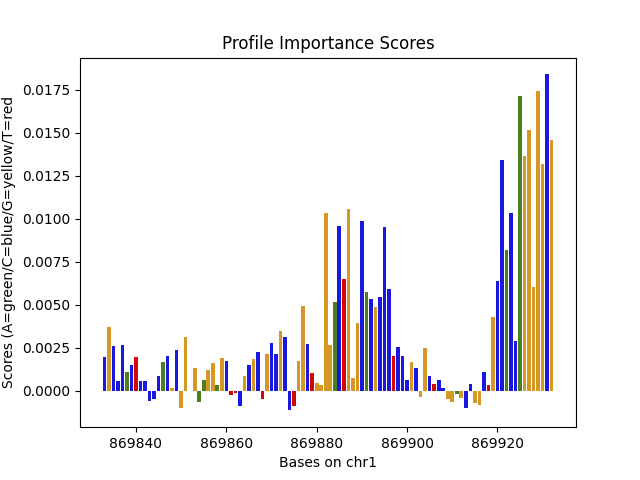 Profile Importance Scores
Scores (A=green/C=blue/G=yellow/T=red
0.0175
0.0150
0.0125
0.0100
0.0075
0.0050
0.0025
0.0000
869840 869860 869880 869900 869920
Bases on chr1